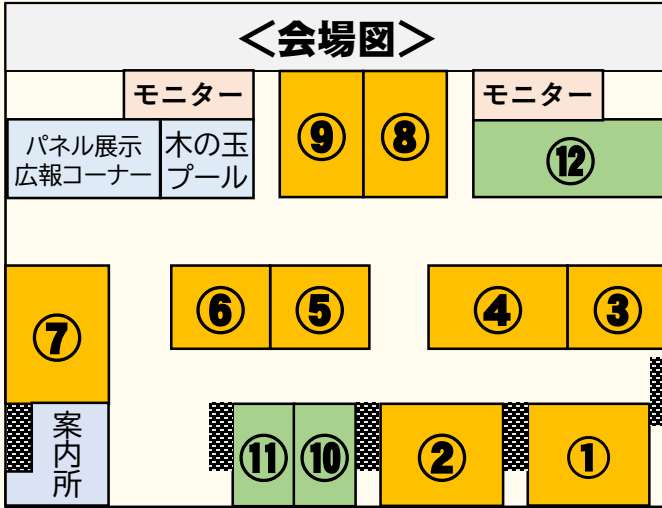 ＜会場図＞
モニター
モニター
パネル展示
広報コーナー
木の玉
プール
⑨
⑧
⑫
⑦
⑥
⑤
④
③
案内所
⑪
⑩
②
①